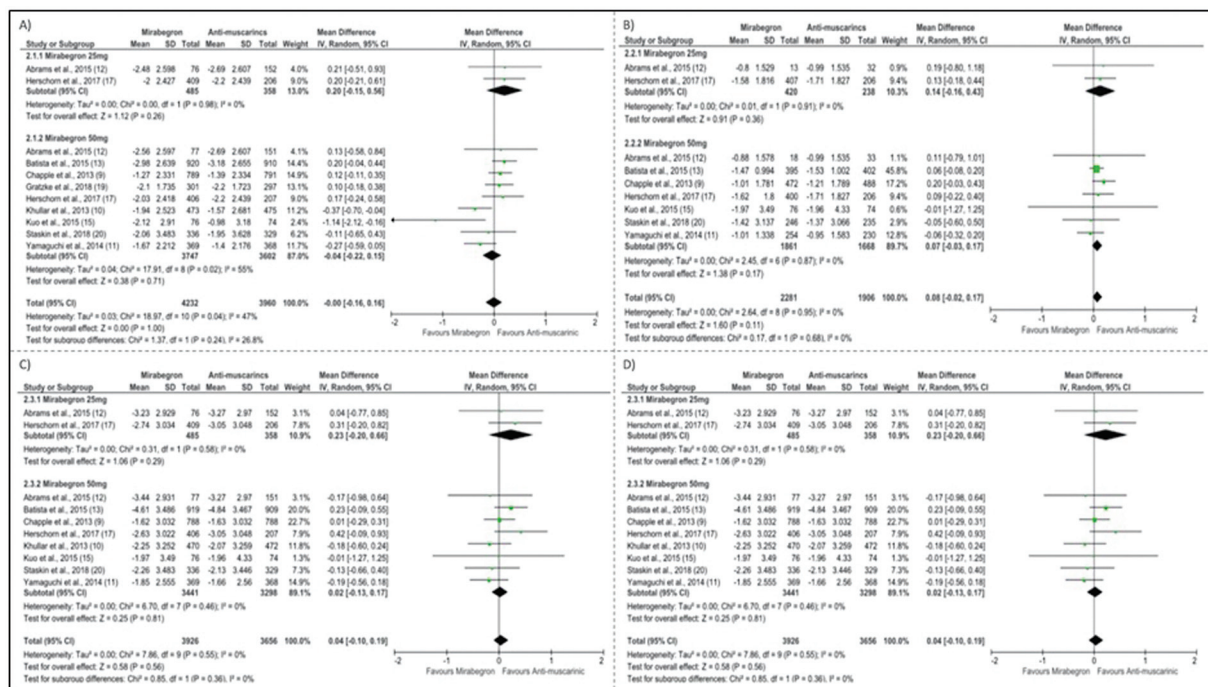 A)
Mirabegron Anti-muscarinics Mean Difference Mean Difference
Study or Subgroup Mean SD Total Mean SD Total Weight IV, Random, 95% CI IV, Random, 95% CI
2.1.1 Mirabegron 25mg
Abrams et al., 2015 (12) -2.48 2.598 76 -2.69 2.607 152 4.1% 0.21 [-0.51, 0.93]
Herschorn et al., 2017 (17) -2 2.427 409 -2.2 2.439 206 9.0% 0.20 [-0.21, 0.61]
Subtotal (95% CI) 485 358 13.0% 0.20 [-0.15, 0.56]
Heterogeneity: Tau² = 0.00; Chi² = 0.00, df = 1 (P = 0.98); I² = 0%
Test for overall effect: Z = 1.12 (P = 0.26)
2.1.2 Mirabegron 50mg
Abrams et al., 2015 (12) -2.56 2.597 77 -2.69 2.607 151 4.1% 0.13 [-0.58, 0.84]
Batista et al., 2015 (13) -2.98 2.639 920 -3.18 2.655 910 14.4% 0.20 [-0.04, 0.44]
Chapple et al., 2013 (9) -1.27 2.331 789 -1.39 2.334 791 14.6% 0.12 [-0.11, 0.35]
Gratzke et al., 2018 (19) -2.1 1.735 301 -2.2 1.723 297 13.1% 0.10 [-0.18, 0.38]
Herschorn et al., 2017 (17) -2.03 2.418 406 -2.2 2.439 207 9.0% 0.17 [-0.24, 0.58]
Khullar et al., 2013 (10) -1.94 2.523 473 -1.57 2.681 475 11.4% -0.37 [-0.70, -0.04]
Kuo et al., 2015 (15) -2.12 2.91 76 -0.98 3.18 74 2.3% -1.14 [-2.12, -0.16]
Staskin et al., 2018 (20) -2.06 3.483 336 -1.95 3.628 329 6.5% -0.11 [-0.65, 0.43]
Yamaguchi et al., 2014 (11) -1.67 2.212 369 -1.4 2.176 368 11.7% -0.27 [-0.59, 0.05]
Subtotal (95% CI) 3747 3602 87.0% -0.04 [-0.22, 0.15]
Heterogeneity: Tau² = 0.04; Chi² = 17.91, df = 8 (P = 0.02); I² = 55%
Test for overall effect: Z = 0.38 (P = 0.71)
Total (95% CI) 4232 3960 100.0% -0.00 [-0.16, 0.16]
Heterogeneity: Tau² = 0.03; Chi² = 18.97, df = 10 (P = 0.04); I² = 47%
Test for overall effect: Z = 0.00 (P = 1.00)
Test for subgroup differences: Chi² = 1.37, df = 1 (P = 0.24), I² = 26.8%
-2 -1 0 1 2
Favours Mirabegron Favours Anti-muscarinic
B)
Mirabegron Anti-muscarinics Mean Difference Mean Difference
Study or Subgroup Mean SD Total Mean SD Total Weight IV, Random, 95% CI IV, Random, 95% CI
2.2.1 Mirabegron 25mg
Abrams et al., 2015 (12) -0.8 1.529 13 -0.99 1.535 32 0.9% 0.19 [-0.80, 1.18]
Herschorn et al., 2017 (17) -1.58 1.816 407 -1.71 1.827 206 9.4% 0.13 [-0.18, 0.44]
Subtotal (95% CI) 420 238 10.3% 0.14 [-0.16, 0.43]
Heterogeneity: Tau² = 0.00; Chi² = 0.01, df = 1 (P = 0.91); I² = 0%
Test for overall effect: Z = 0.91 (P = 0.36)
2.2.2 Mirabegron 50mg
Abrams et al., 2015 (12) -0.88 1.578 18 -0.99 1.535 33 1.1% 0.11 [-0.79, 1.01]
Batista et al., 2015 (13) -1.47 0.994 395 -1.53 1.002 402 45.8% 0.06 [-0.08, 0.20]
Chapple et al., 2013 (9) -1.01 1.781 472 -1.21 1.789 488 17.1% 0.20 [-0.03, 0.43]
Herschorn et al., 2017 (17) -1.62 1.8 400 -1.71 1.827 206 9.4% 0.09 [-0.22, 0.40]
Kuo et al., 2015 (15) -1.97 3.49 76 -1.96 4.33 74 0.6% -0.01 [-1.27, 1.25]
Staskin et al., 2018 (20) -1.42 3.137 246 -1.37 3.066 235 2.9% -0.05 [-0.60, 0.50]
Yamaguchi et al., 2014 (11) -1.01 1.338 254 -0.95 1.583 230 12.8% -0.06 [-0.32, 0.20]
Subtotal (95% CI) 1861 1668 89.7% 0.07 [-0.03, 0.17]
Heterogeneity: Tau² = 0.00; Chi² = 2.45, df = 6 (P = 0.87); I² = 0%
Test for overall effect: Z = 1.38 (P = 0.17)
Total (95% CI) 2281 1906 100.0% 0.08 [-0.02, 0.17]
Heterogeneity: Tau² = 0.00; Chi² = 2.64, df = 8 (P = 0.95); I² = 0%
Test for overall effect: Z = 1.60 (P = 0.11)
Test for subgroup differences: Chi² = 0.17, df = 1 (P = 0.68), I² = 0%
-2 -1 0 1 2
Favours Mirabegron Favours Anti-muscarinic
C)
Mirabegron Anti-muscarinics Mean Difference Mean Difference
Study or Subgroup Mean SD Total Mean SD Total Weight IV, Random, 95% CI IV, Random, 95% CI
2.3.1 Mirabegron 25mg
Abrams et al., 2015 (12) -3.23 2.929 76 -3.27 2.97 152 3.1% 0.04 [-0.77, 0.85]
Herschorn et al., 2017 (17) -2.74 3.034 409 -3.05 3.048 206 7.9% 0.31 [-0.20, 0.82]
Subtotal (95% CI) 485 358 10.9% 0.23 [-0.20, 0.66]
Heterogeneity: Tau² = 0.00; Chi² = 0.31, df = 1 (P = 0.58); I² = 0%
Test for overall effect: Z = 1.06 (P = 0.29)
2.3.2 Mirabegron 50mg
Abrams et al., 2015 (12) -3.44 2.931 77 -3.27 2.97 151 3.1% -0.17 [-0.98, 0.64]
Batista et al., 2015 (13) -4.61 3.486 919 -4.84 3.467 909 20.0% 0.23 [-0.09, 0.55]
Chapple et al., 2013 (9) -1.62 3.032 788 -1.63 3.032 788 22.7% 0.01 [-0.29, 0.31]
Herschorn et al., 2017 (17) -2.63 3.022 406 -3.05 3.048 207 7.9% 0.42 [-0.09, 0.93]
Khullar et al., 2013 (10) -2.25 3.252 470 -2.07 3.259 472 11.7% -0.18 [-0.60, 0.24]
Kuo et al., 2015 (15) -1.97 3.49 76 -1.96 4.33 74 1.3% -0.01 [-1.27, 1.25]
Staskin et al., 2018 (20) -2.26 3.483 336 -2.13 3.446 329 7.3% -0.13 [-0.66, 0.40]
Yamaguchi et al., 2014 (11) -1.85 2.555 369 -1.66 2.56 368 15.1% -0.19 [-0.56, 0.18]
Subtotal (95% CI) 3441 3298 89.1% 0.02 [-0.13, 0.17]
Heterogeneity: Tau² = 0.00; Chi² = 6.70, df = 7 (P = 0.46); I² = 0%
Test for overall effect: Z = 0.25 (P = 0.81)
Total (95% CI) 3926 3656 100.0% 0.04 [-0.10, 0.19]
Heterogeneity: Tau² = 0.00; Chi² = 7.86, df = 9 (P = 0.55); I² = 0%
Test for overall effect: Z = 0.58 (P = 0.56)
Test for subgroup differences: Chi² = 0.85, df = 1 (P = 0.36), I² = 0%
-2 -1 0 1 2
Favours Mirabegron Favours Anti-muscarinic
D)
Mirabegron Anti-muscarinics Mean Difference Mean Difference
Study or Subgroup Mean SD Total Mean SD Total Weight IV, Random, 95% CI IV, Random, 95% CI
2.3.1 Mirabegron 25mg
Abrams et al., 2015 (12) -3.23 2.929 76 -3.27 2.97 152 3.1% 0.04 [-0.77, 0.85]
Herschorn et al., 2017 (17) -2.74 3.034 409 -3.05 3.048 206 7.9% 0.31 [-0.20, 0.82]
Subtotal (95% CI) 485 358 10.9% 0.23 [-0.20, 0.66]
Heterogeneity: Tau² = 0.00; Chi² = 0.31, df = 1 (P = 0.58); I² = 0%
Test for overall effect: Z = 1.06 (P = 0.29)
2.3.2 Mirabegron 50mg
Abrams et al., 2015 (12) -3.44 2.931 77 -3.27 2.97 151 3.1% -0.17 [-0.98, 0.64]
Batista et al., 2015 (13) -4.61 3.486 919 -4.84 3.467 909 20.0% 0.23 [-0.09, 0.55]
Chapple et al., 2013 (9) -1.62 3.032 788 -1.63 3.032 788 22.7% 0.01 [-0.29, 0.31]
Herschorn et al., 2017 (17) -2.63 3.022 406 -3.05 3.048 207 7.9% 0.42 [-0.09, 0.93]
Khullar et al., 2013 (10) -2.25 3.252 470 -2.07 3.259 472 11.7% -0.18 [-0.60, 0.24]
Kuo et al., 2015 (15) -1.97 3.49 76 -1.96 4.33 74 1.3% -0.01 [-1.27, 1.25]
Staskin et al., 2018 (20) -2.26 3.483 336 -2.13 3.446 329 7.3% -0.13 [-0.66, 0.40]
Yamaguchi et al., 2014 (11) -1.85 2.555 369 -1.66 2.56 368 15.1% -0.19 [-0.56, 0.18]
Subtotal (95% CI) 3441 3298 89.1% 0.02 [-0.13, 0.17]
Heterogeneity: Tau² = 0.00; Chi² = 6.70, df = 7 (P = 0.46); I² = 0%
Test for overall effect: Z = 0.25 (P = 0.81)
Total (95% CI) 3926 3656 100.0% 0.04 [-0.10, 0.19]
Heterogeneity: Tau² = 0.00; Chi² = 7.86, df = 9 (P = 0.55); I² = 0%
Test for overall effect: Z = 0.58 (P = 0.56)
Test for subgroup differences: Chi² = 0.85, df = 1 (P = 0.36), I² = 0%
-2 -1 0 1 2
Favours Mirabegron Favours Anti-muscarinic